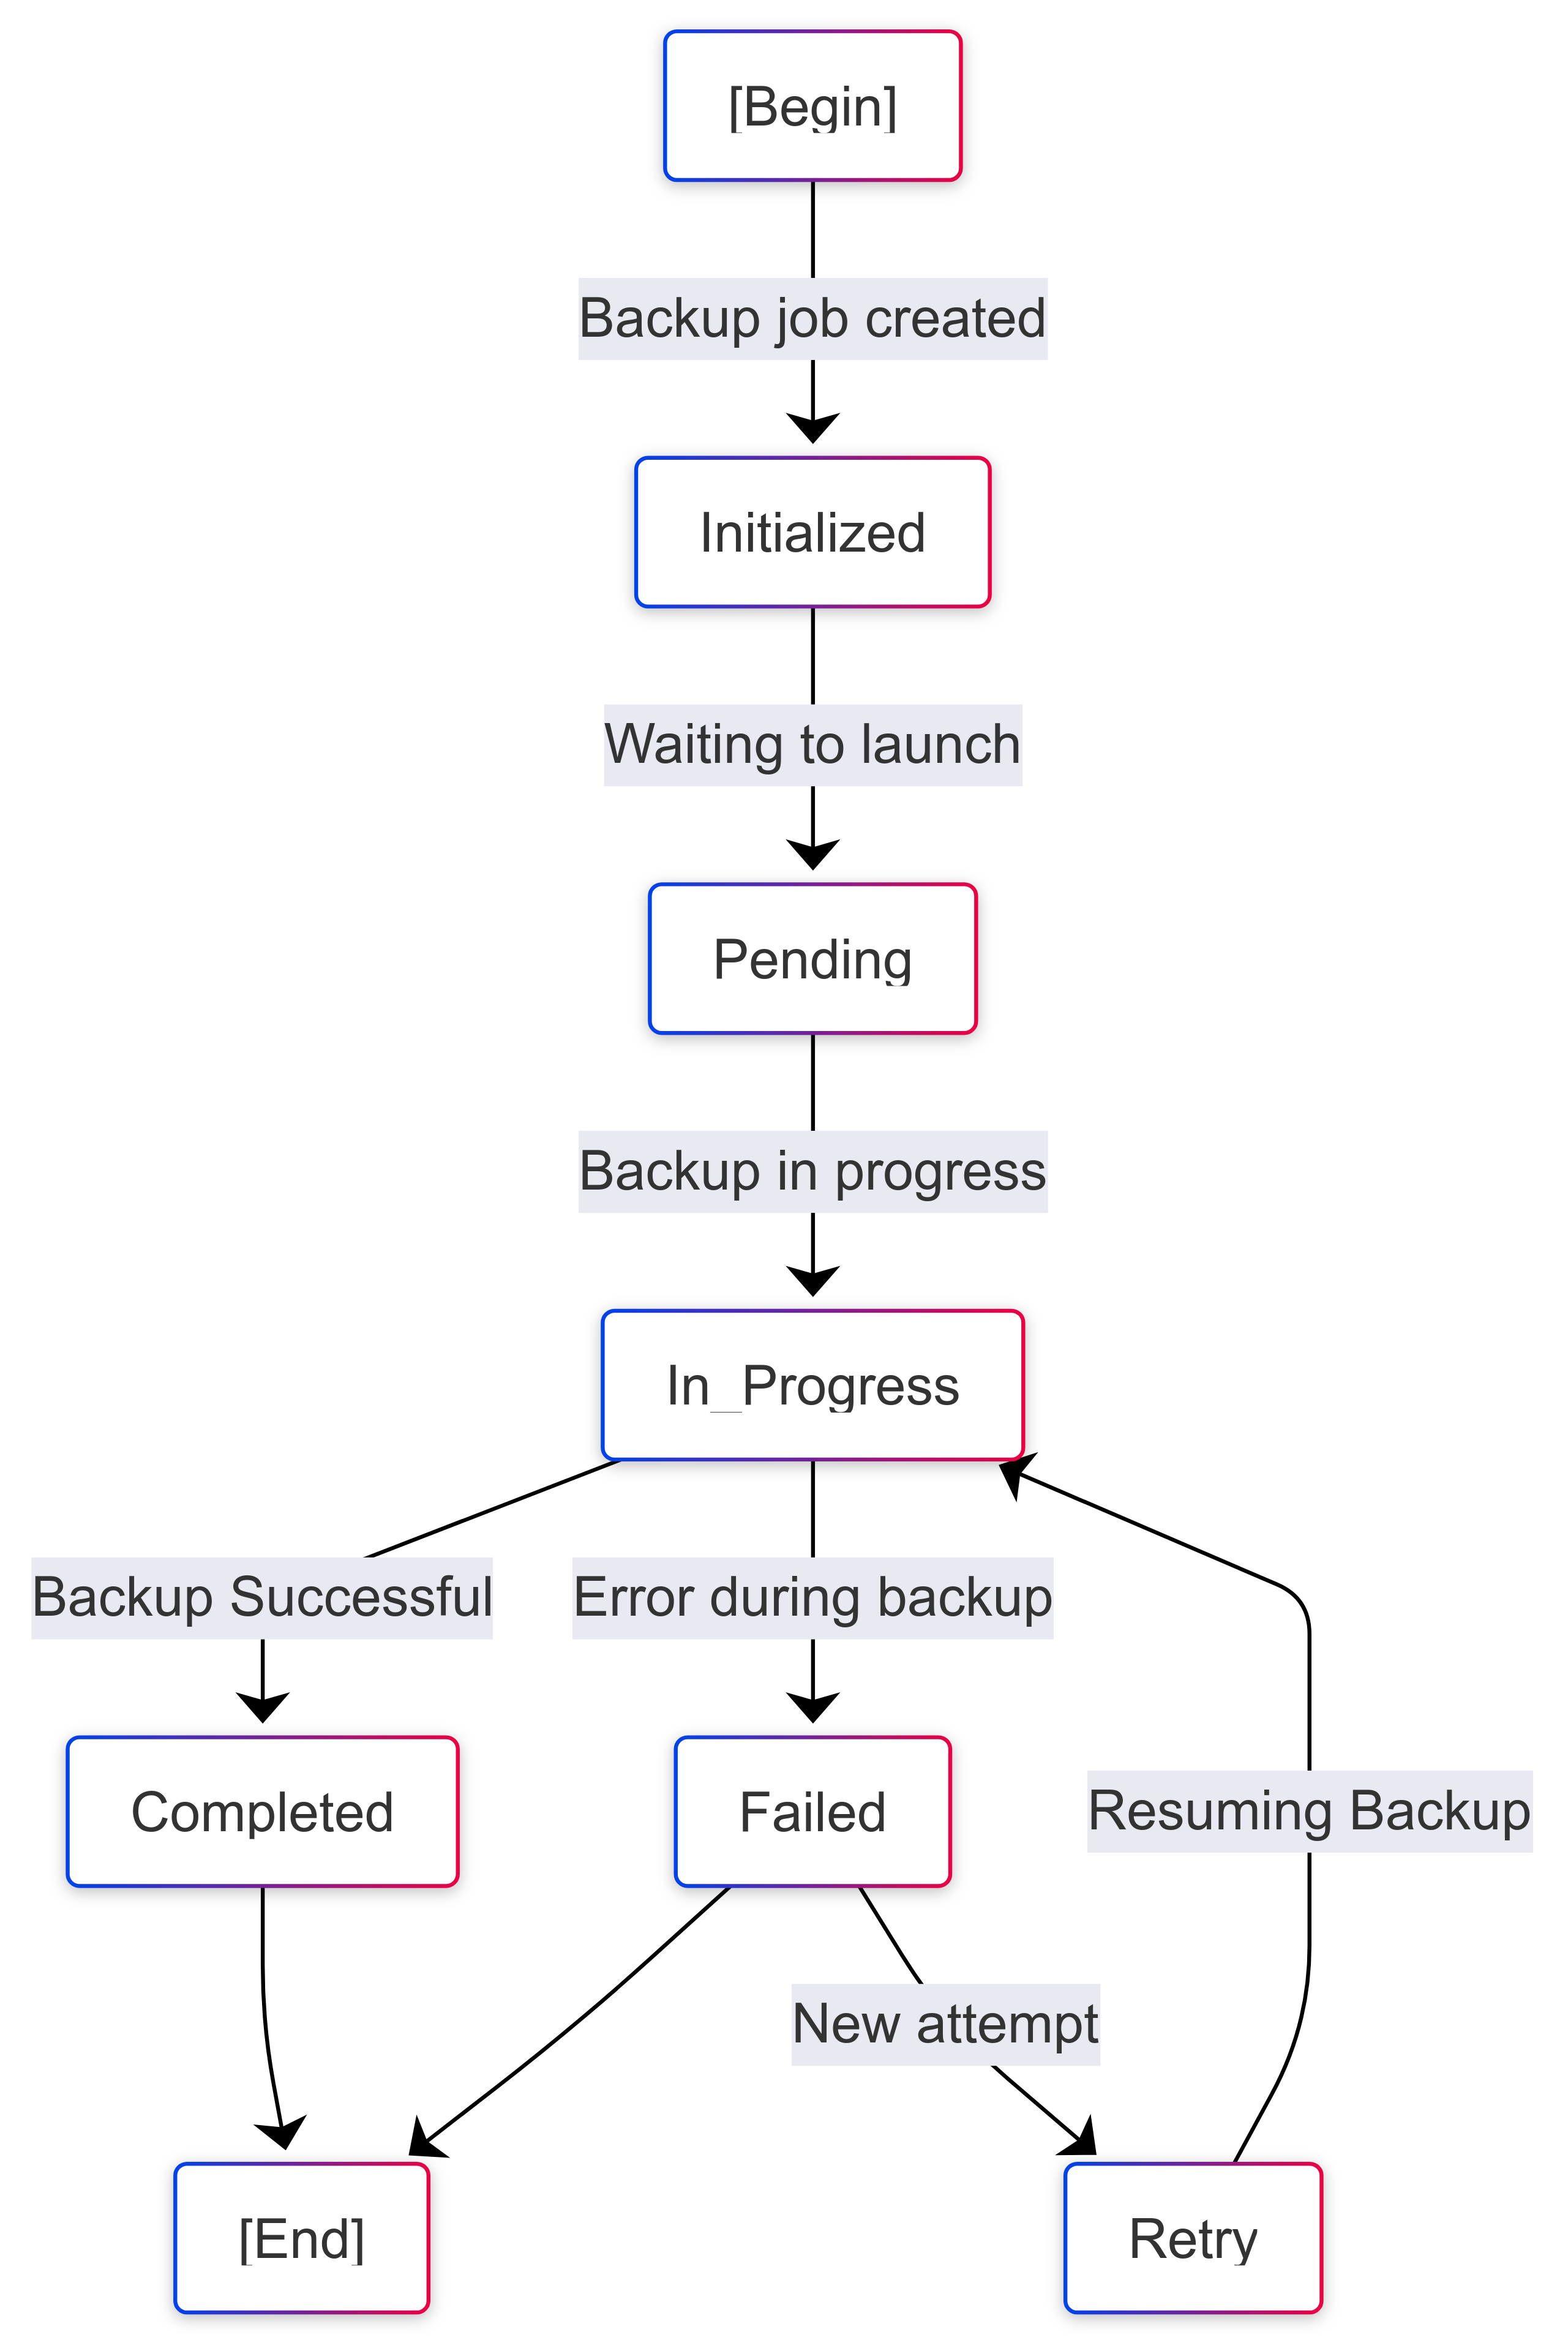 [Begin]
Backup job created
Initialized
Waiting to launch
Pending
Backup in progress
In_Progress
Backup Successful
Error during backup
Completed
Failed
Resuming Backup
New attempt
[End]
Retry